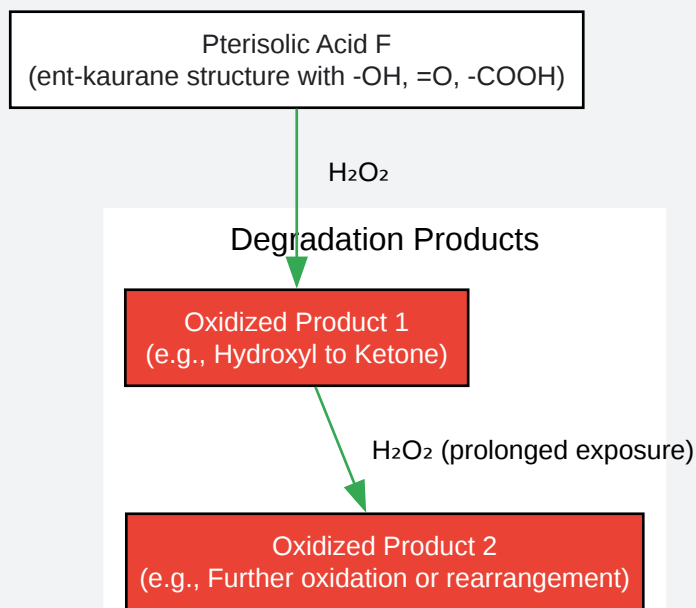 Pterisolic Acid F
(ent-kaurane structure with -OH, =O, -COOH)
H₂O₂
Degradation Products
Oxidized Product 1
(e.g., Hydroxyl to Ketone)
H₂O₂ (prolonged exposure)
Oxidized Product 2
(e.g., Further oxidation or rearrangement)